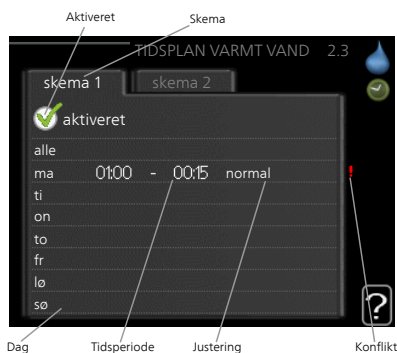 Aktiveret
Skema
TIDSPLAN VARMT VAND 2.3
skema 1
skema 2
aktiveret
alle
ma 01:00 - 00:15 normal !
ti
on
to
fr
lø
sø
?
Dag
Tidsperiode
Justering
Konflikt